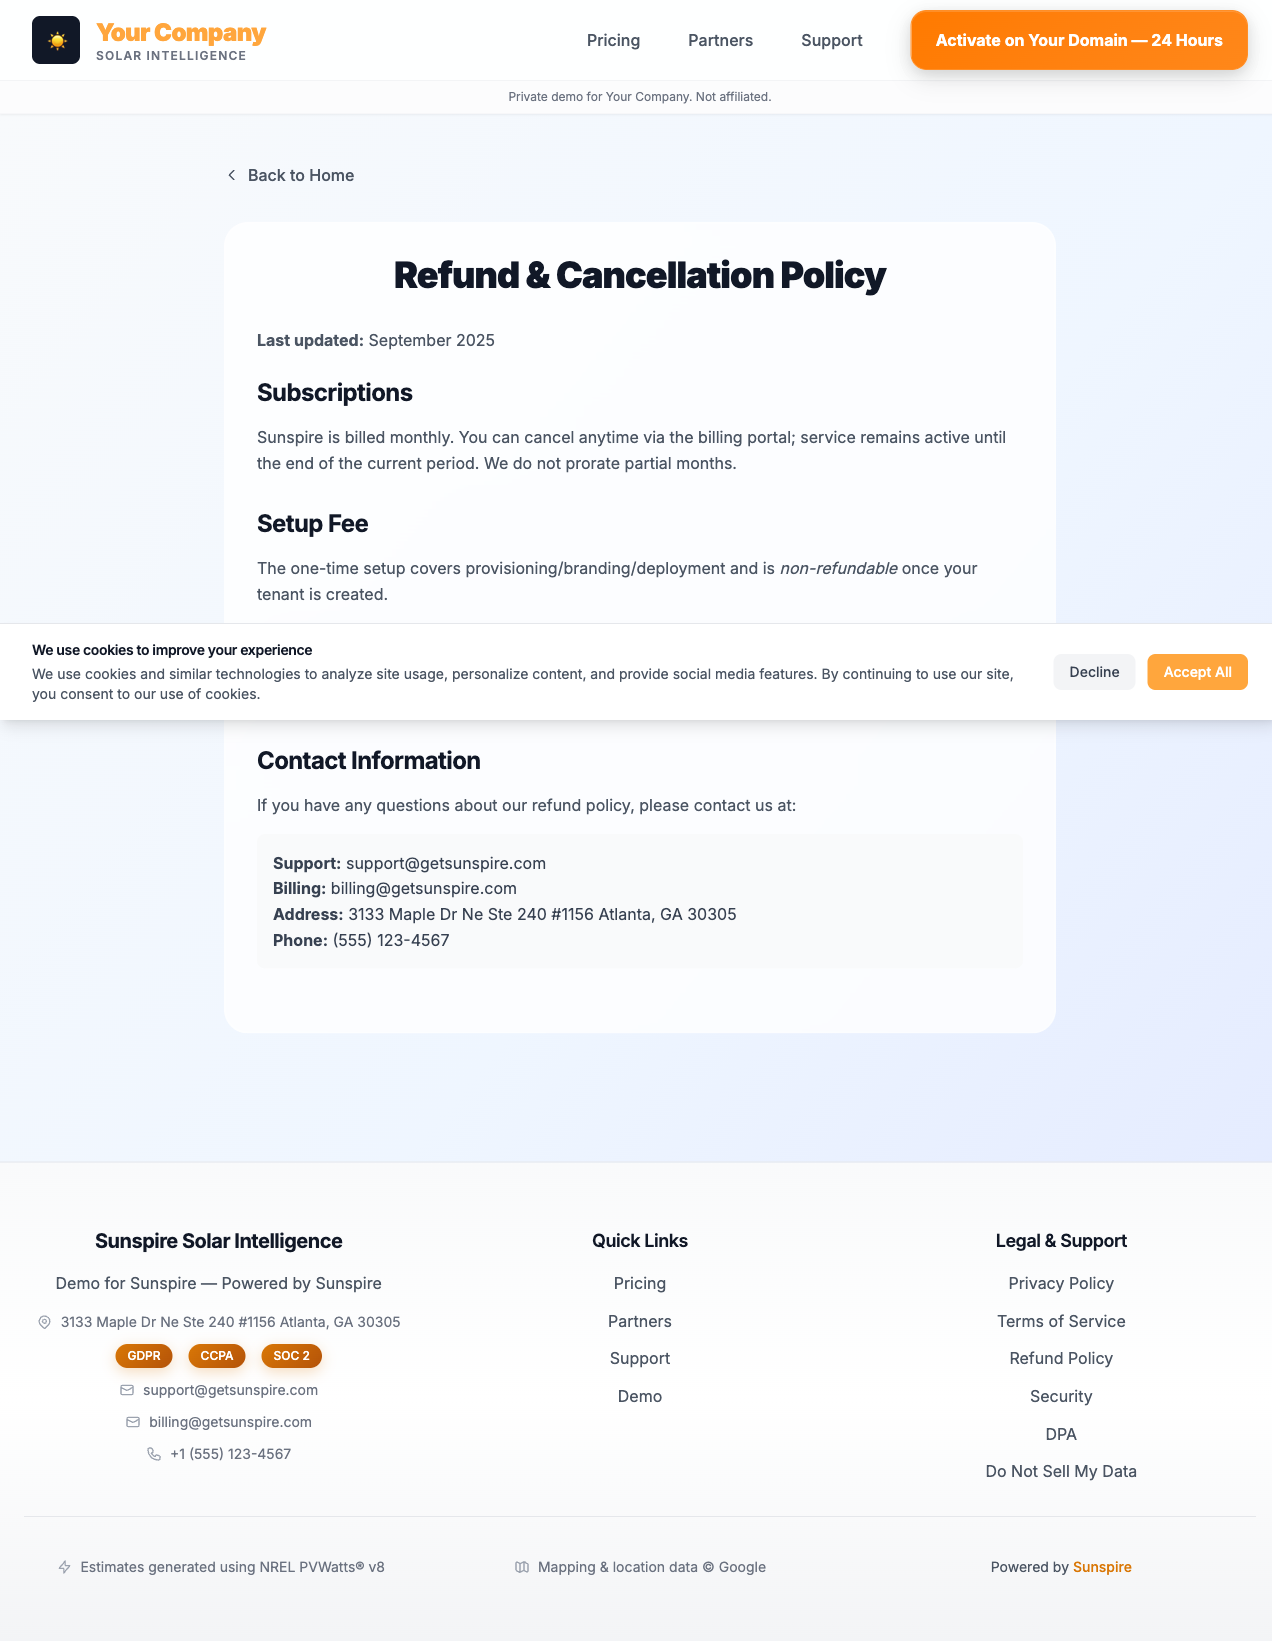 Your Company
SOLAR INTELLIGENCE
Pricing
Partners
Support
Activate on Your Domain — 24 Hours
Private demo for Your Company. Not affiliated.
Back to Home
Refund & Cancellation Policy
Last updated: September 2025
Subscriptions
Sunspire is billed monthly. You can cancel anytime via the billing portal; service remains active until
the end of the current period. We do not prorate partial months.
Setup Fee
The one-time setup covers provisioning/branding/deployment and is non-refundable once your
tenant is created.
We use cookies to improve your experience
We use cookies and similar technologies to analyze site usage, personalize content, and provide social media features. By continuing to use our site,
you consent to our use of cookies.
Decline
Accept All
Contact Information
If you have any questions about our refund policy, please contact us at:
Support: support@getsunspire.com
Billing: billing@getsunspire.com
Address: 3133 Maple Dr Ne Ste 240 #1156 Atlanta, GA 30305
Phone: (555) 123-4567
Sunspire Solar Intelligence
Demo for Sunspire — Powered by Sunspire
3133 Maple Dr Ne Ste 240 #1156 Atlanta, GA 30305
GDPR
CCPA
SOC 2
support@getsunspire.com
billing@getsunspire.com
+1 (555) 123-4567
Quick Links
Pricing
Partners
Support
Demo
Legal & Support
Privacy Policy
Terms of Service
Refund Policy
Security
DPA
Do Not Sell My Data
Estimates generated using NREL PVWatts® v8
Mapping & location data © Google
Powered by Sunspire